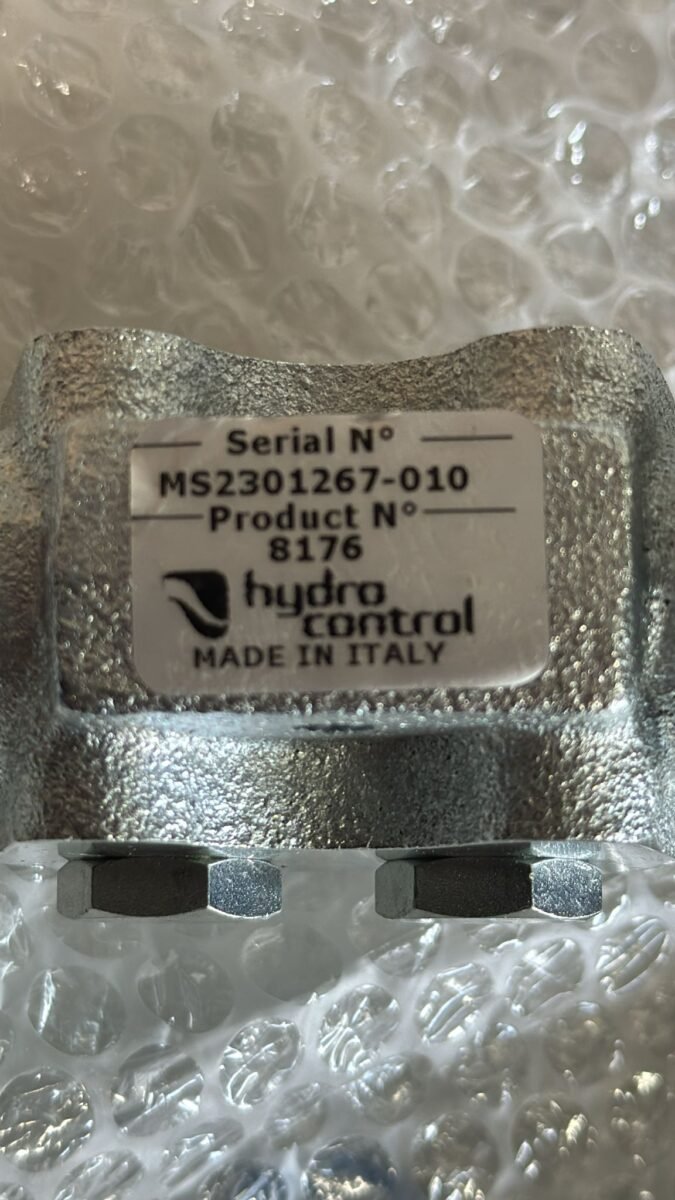 Serial N°
MS2301267-010
Product N°
8176
hydro
control
MADE IN ITALY